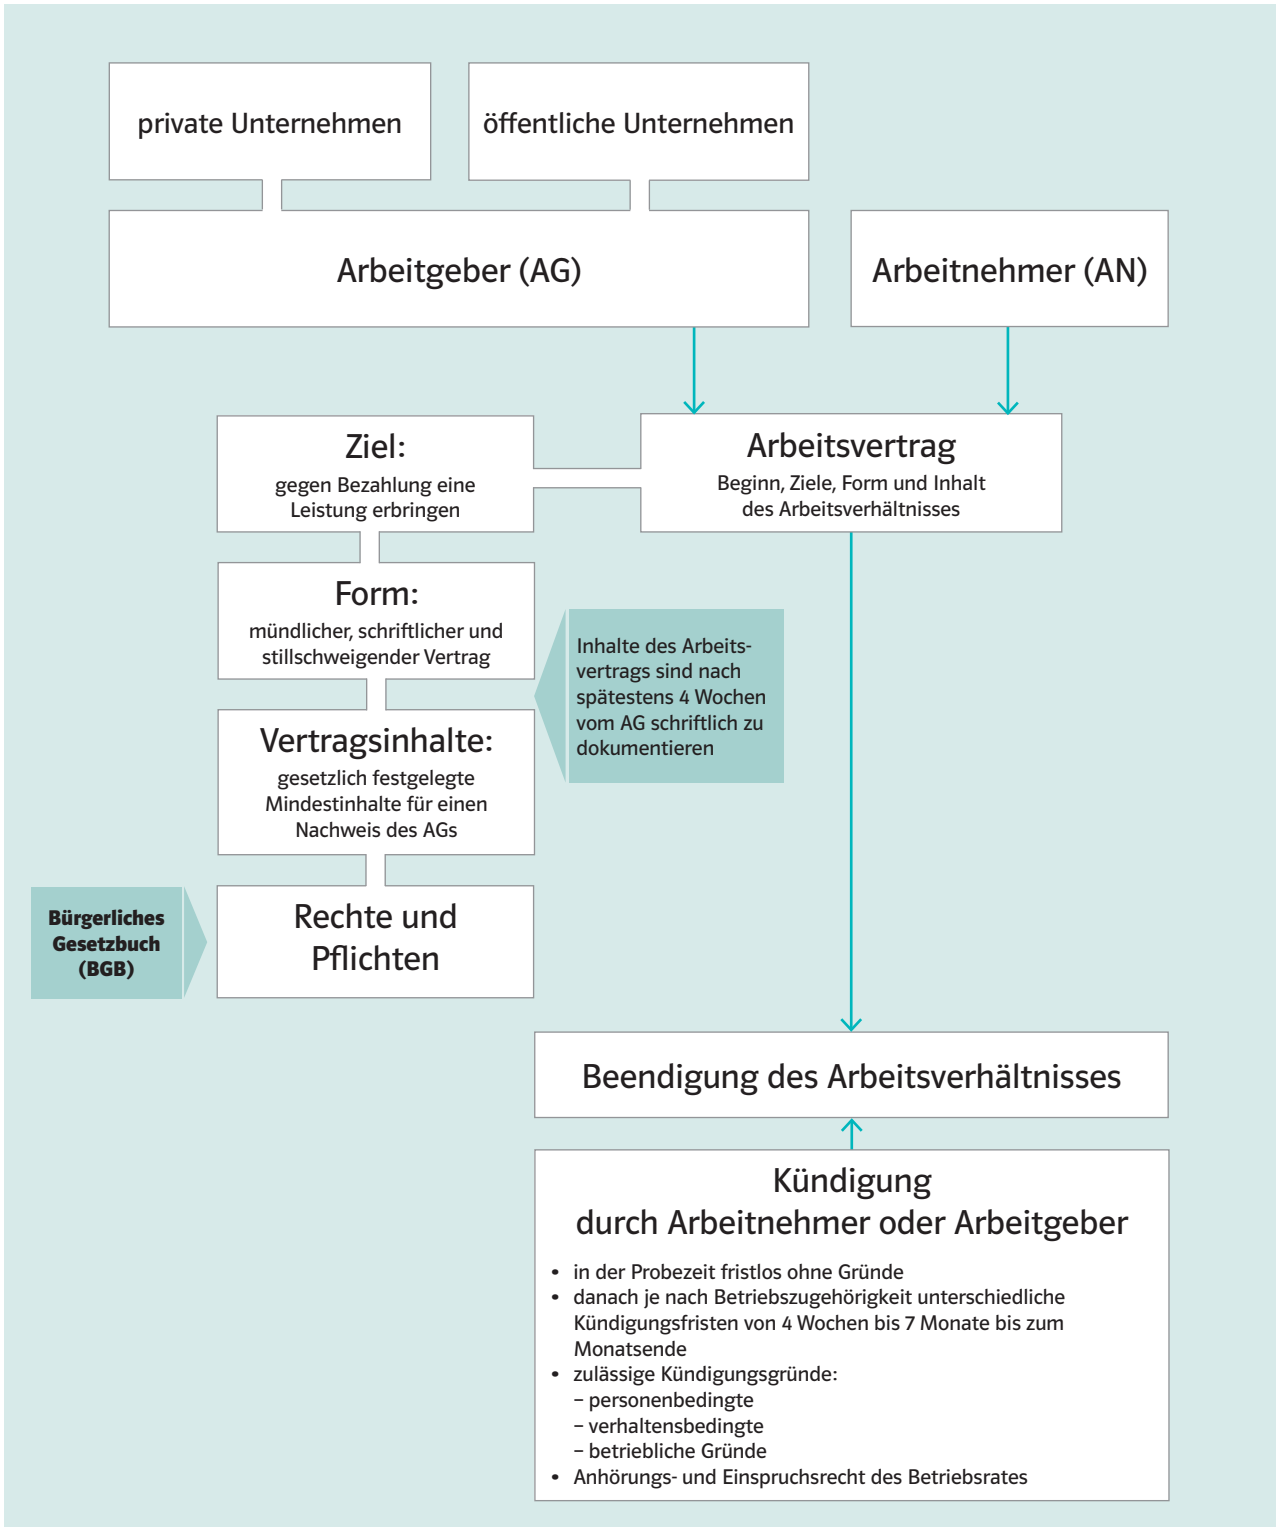 private Unternehmen
öffentliche Unternehmen
Arbeitgeber (AG)
Arbeitnehmer (AN)
Ziel:
gegen Bezahlung eine
Leistung erbringen
Arbeitsvertrag
Beginn, Ziele, Form und Inhalt
des Arbeitsverhältnisses
Form:
mündlicher, schriftlicher und
stillschweigender Vertrag
Inhalte des Arbeits-
vertrags sind nach
spätestens 4 Wochen
vom AG schriftlich zu
dokumentieren
Vertragsinhalte:
gesetzlich festgelegte
Mindestinhalte für einen
Nachweis des AGs
Bürgerliches
Gesetzbuch
(BGB)
Rechte und
Pflichten
Beendigung des Arbeitsverhältnisses
Kündigung
durch Arbeitnehmer oder Arbeitgeber
• in der Probezeit fristlos ohne Gründe
• danach je nach Betriebszugehörigkeit unterschiedliche
Kündigungsfristen von 4 Wochen bis 7 Monate bis zum
Monatsende
• zulässige Kündigungsgründe:
– personenbedingte
– verhaltensbedingte
– betriebliche Gründe
• Anhörungs- und Einspruchsrecht des Betriebsrates